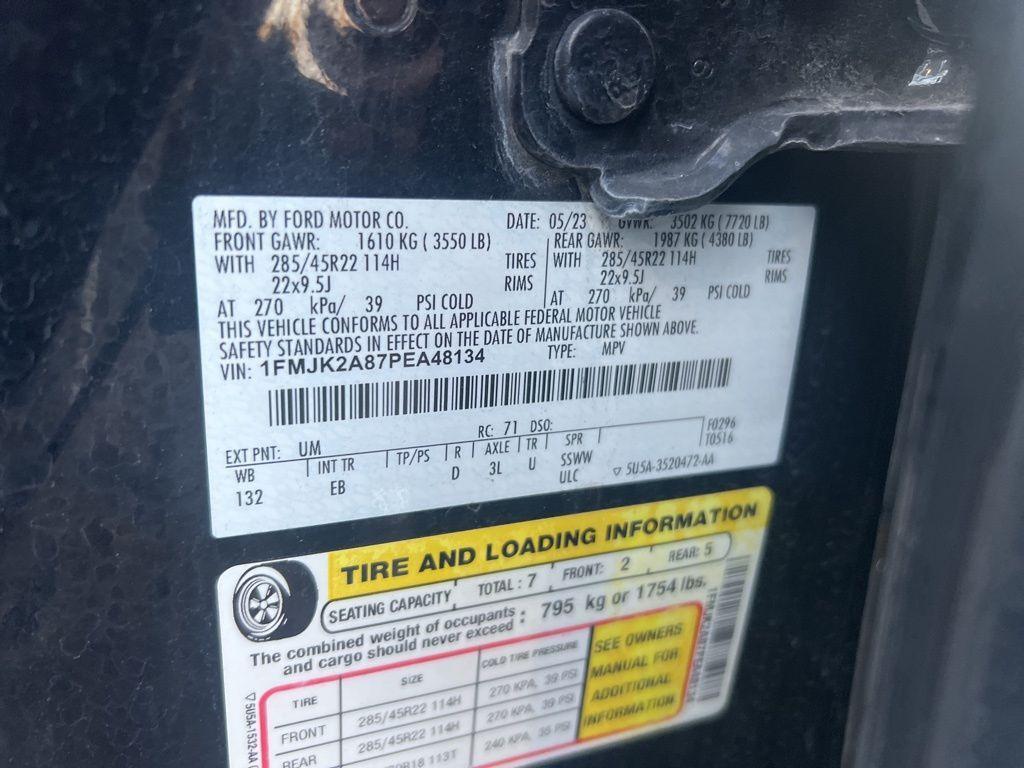 MFD. BY FORD MOTOR CO. DATE: 05/23 GVWR: 3502 KG ( 7720 LB)
FRONT GAWR: 1610 KG ( 3550 LB) REAR GAWR: 1987 KG ( 4380 LB)
WITH 285/45R22 114H TIRES WITH 285/45R22 114H TIRES
22x9.5J RIMS 22x9.5J RIMS
AT 270 kPa/ 39 PSI COLD AT 270 kPa/ 39 PSI COLD
THIS VEHICLE CONFORMS TO ALL APPLICABLE FEDERAL MOTOR VEHICLE
SAFETY STANDARDS IN EFFECT ON THE DATE OF MANUFACTURE SHOWN ABOVE.
VIN: 1FMJK2A87PEA48134 TYPE: MPV
EXT PNT: UM RC: 71 DSO: F0296
T0516
WB INT TR TP/PS R AXLE TR SPR
132 EB D 3L U SSWW
ULC ▽ 5U5A-3520472-AA
TIRE AND LOADING INFORMATION
SEATING CAPACITY TOTAL : 7 FRONT: 2 REAR: 5
The combined weight of occupants
and cargo should never exceed : 795 kg or 1754 lbs.
TIRE SIZE COLD TIRE PRESSURE
FRONT 285/45R22 114H 270 KPA, 39 PSI
REAR 285/45R22 114H 270 KPA, 39 PSI
R18 113T 240 KPA, 35 PSI
SEE OWNERS
MANUAL FOR
ADDITIONAL
INFORMATION
▽ 5U5A-1532-AA